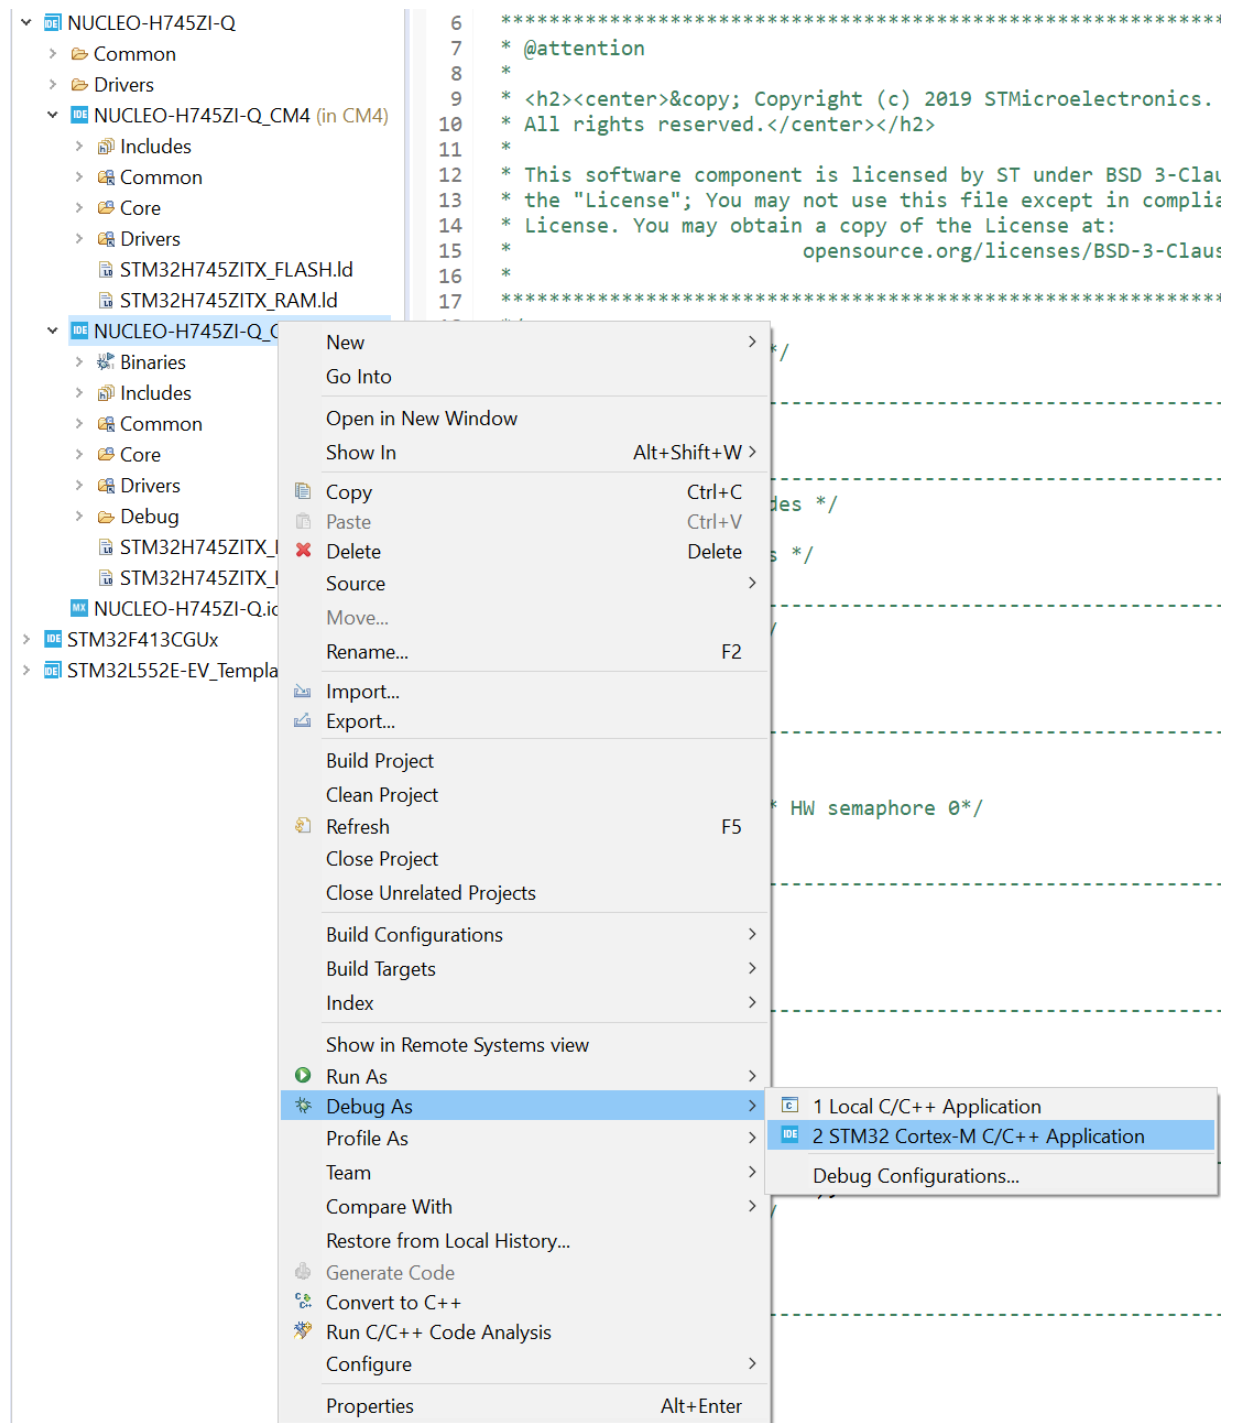 NUCLEO-H745ZI-Q
Common
Drivers
NUCLEO-H745ZI-Q_CM4 (in CM4)
Includes
Common
Core
Drivers
STM32H745ZITX_FLASH.ld
STM32H745ZITX_RAM.ld
NUCLEO-H745ZI-Q_C
Binaries
Includes
Common
Core
Drivers
Debug
STM32H745ZITX_
STM32H745ZITX_
NUCLEO-H745ZI-Q.io
STM32F413CGUx
STM32L552E-EV_Templa
6 ************************************************************
7 * @attention
8 *
9 * <h2><center>&copy; Copyright (c) 2019 STMicroelectronics.
10 * All rights reserved.</center></h2>
11 *
12 * This software component is licensed by ST under BSD 3-Clau
13 * the "License"; You may not use this file except in complia
14 * License. You may obtain a copy of the License at:
15 * opensource.org/licenses/BSD-3-Claus
16 *
17 ************************************************************
*/
des */
s */
* HW semaphore 0*/
New
Go Into
Open in New Window
Show In Alt+Shift+W
Copy Ctrl+C
Paste Ctrl+V
Delete Delete
Source
Move...
Rename... F2
Import...
Export...
Build Project
Clean Project
Refresh F5
Close Project
Close Unrelated Projects
Build Configurations
Build Targets
Index
Show in Remote Systems view
Run As
Debug As
Profile As
Team
Compare With
Restore from Local History...
Generate Code
Convert to C++
Run C/C++ Code Analysis
Configure
Properties Alt+Enter
1 Local C/C++ Application
2 STM32 Cortex-M C/C++ Application
Debug Configurations...